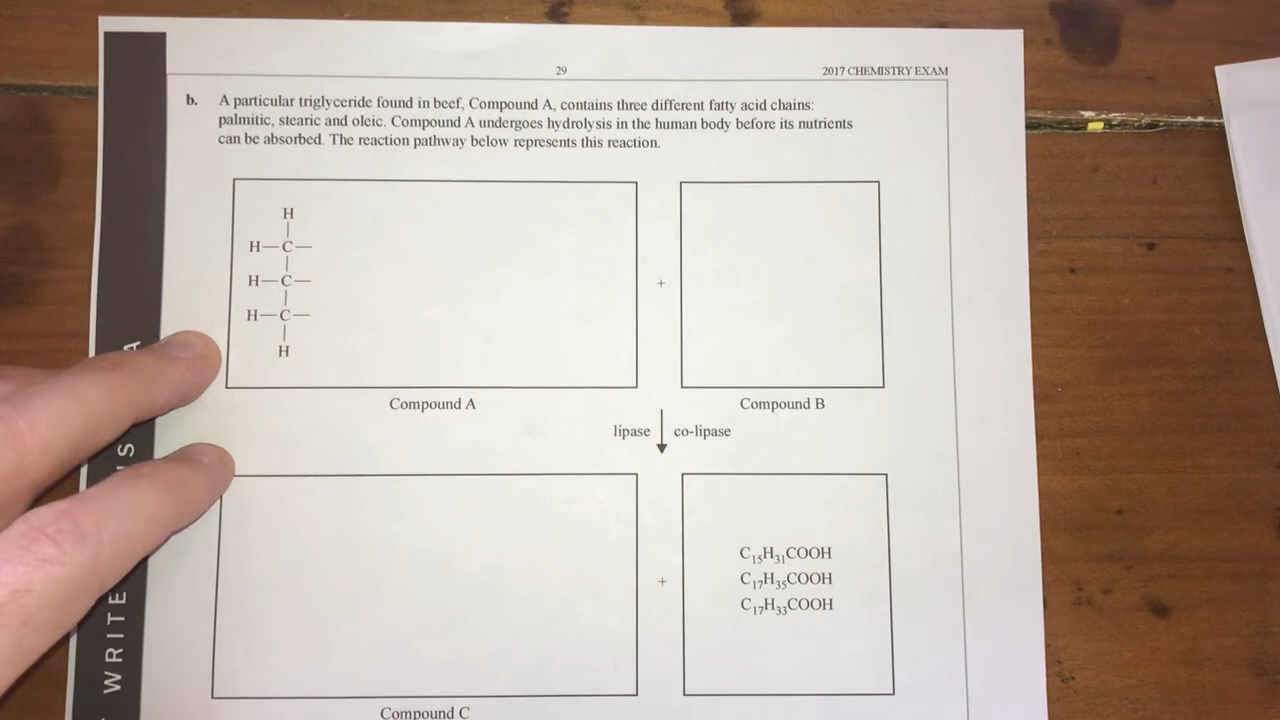 29
2017 CHEMISTRY EXAM
b. A particular triglyceride found in beef, Compound A, contains three different fatty acid chains:
palmitic, stearic and oleic. Compound A undergoes hydrolysis in the human body before its nutrients
can be absorbed. The reaction pathway below represents this reaction.
H
H—C—
H—C—
H—C—
H
+
Compound A
Compound B
lipase
co-lipase
C₁₅H₃₁COOH
+
C₁₇H₃₅COOH
C₁₇H₃₃COOH
Compound C
WRITE